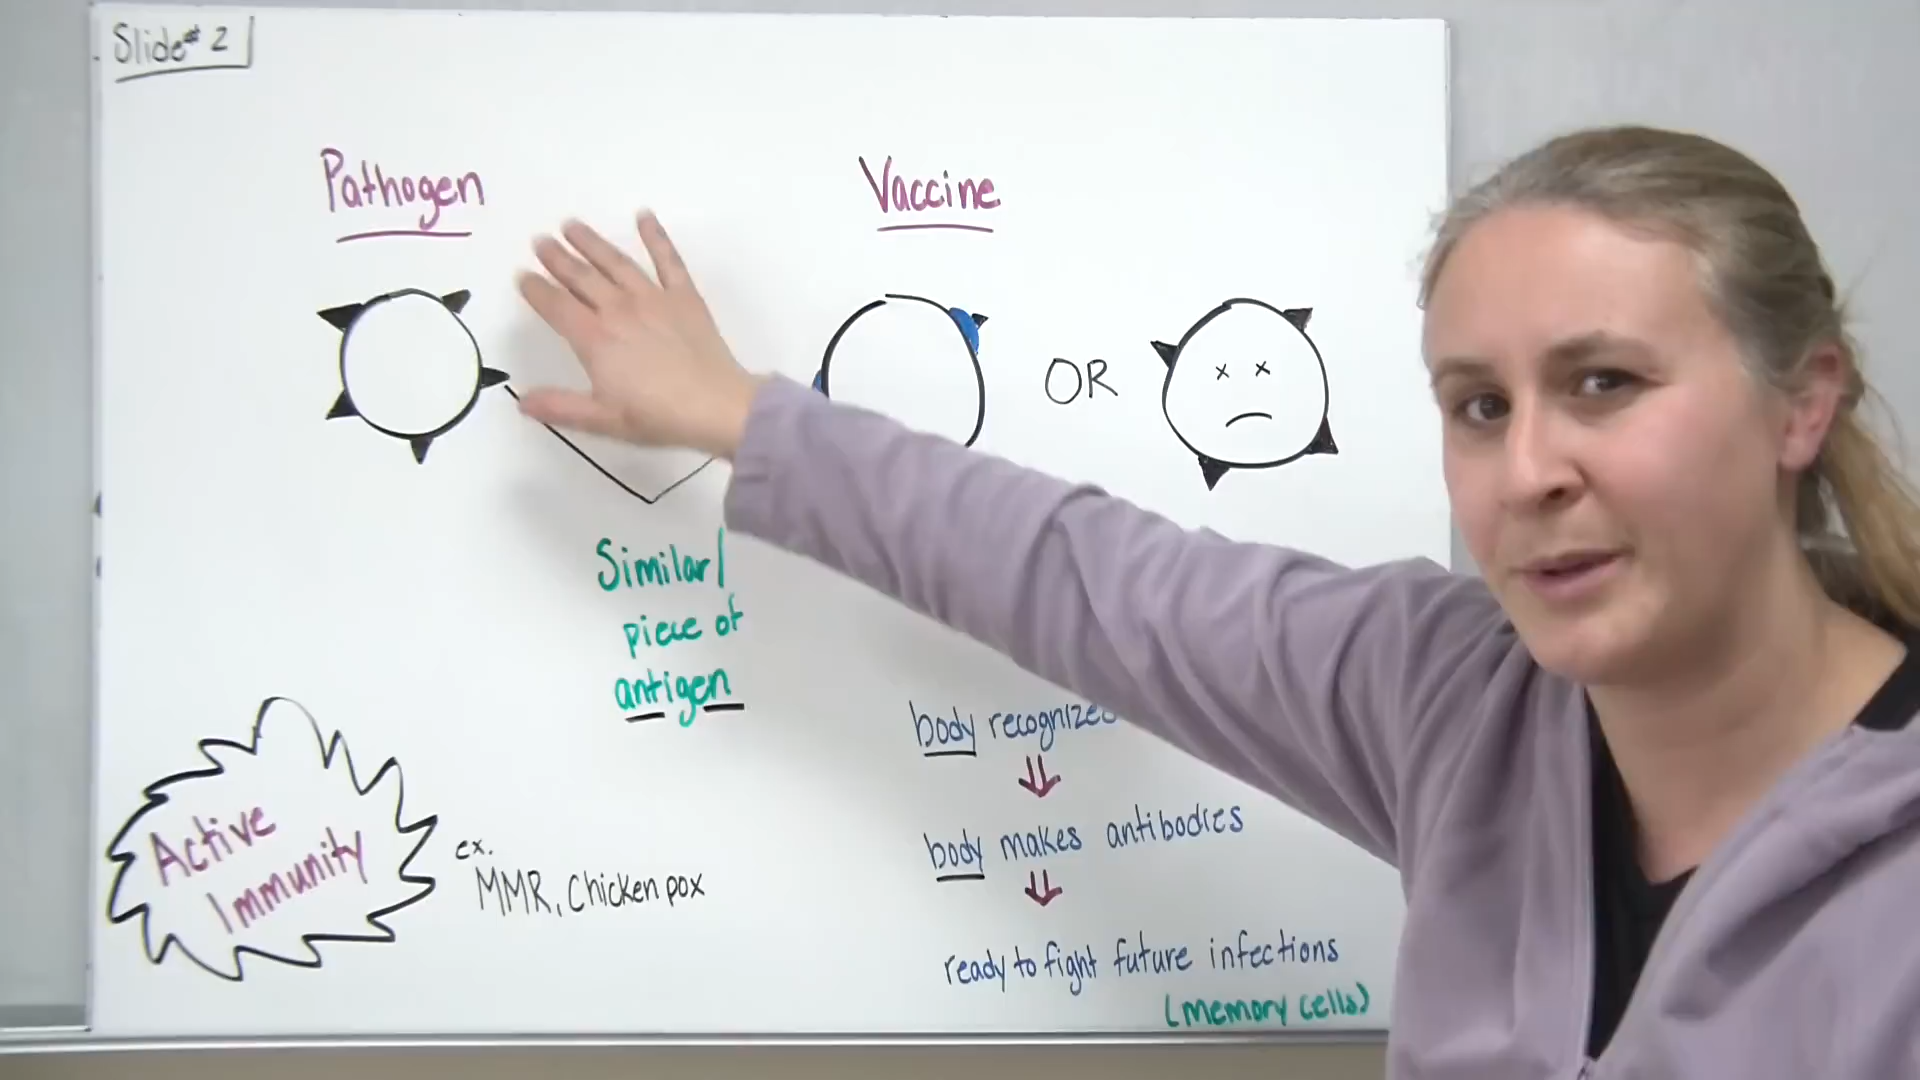 Slide # 2
Pathogen
Vaccine
OR
x x
Similar/
piece of
antigen
body recognizes
body makes antibodies
ready to fight future infections
(memory cells)
Active
Immunity
ex.
MMR, Chicken pox